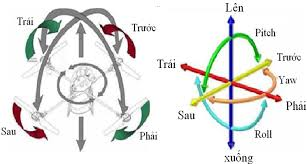 Trái
Trước
Sau
Phải
Lên
Pitch
Trước
Trái
Yaw
Sau
Phải
Roll
xuống